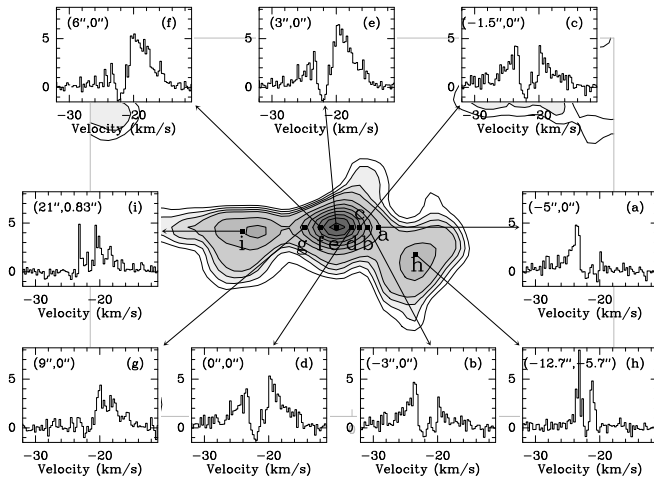 (6",0") (f)
5
0
−30 −20
Velocity (km/s)
(3",0") (e)
−30 −20
Velocity (km/s)
(−1.5",0") (c)
5
0
−30 −20
Velocity (km/s)
(21",0.83") (i)
5
0
−30 −20
Velocity (km/s)
(−5",0") (a)
5
0
−30 −20
Velocity (km/s)
c
i g f e d b a
h
(9",0") (g)
5
0
−30 −20
Velocity (km/s)
(0",0") (d)
5
0
−30 −20
Velocity (km/s)
(−3",0") (b)
5
0
−30 −20
Velocity (km/s)
(−12.7",−5.7") (h)
5
0
−30 −20
Velocity (km/s)